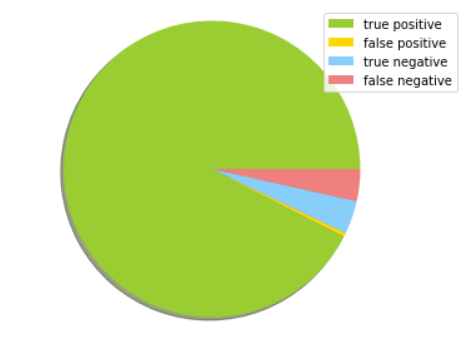 true positive
false positive
true negative
false negative